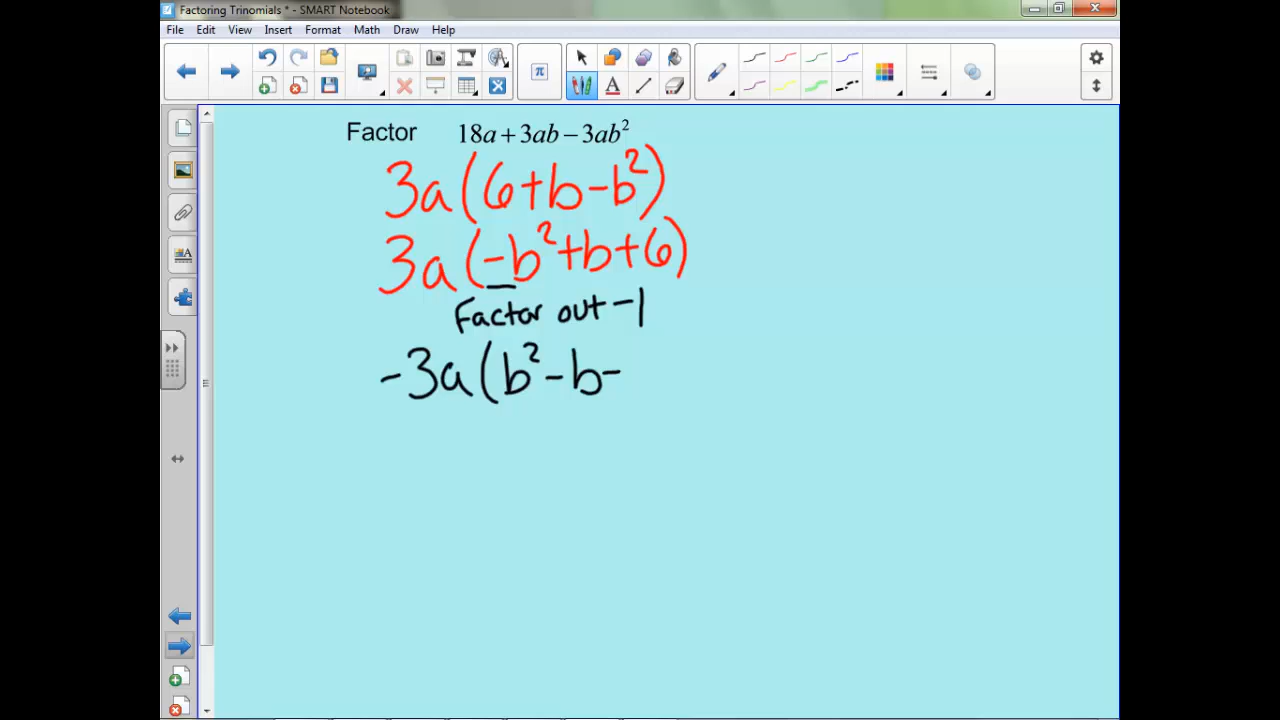 Factoring Trinomials * - SMART Notebook
File Edit View Insert Format Math Draw Help
π
A
Factor 18a + 3ab − 3ab²
3a(6+b-b²)
3a(-b²+b+6)
Factor out -1
-3a(b²-b-